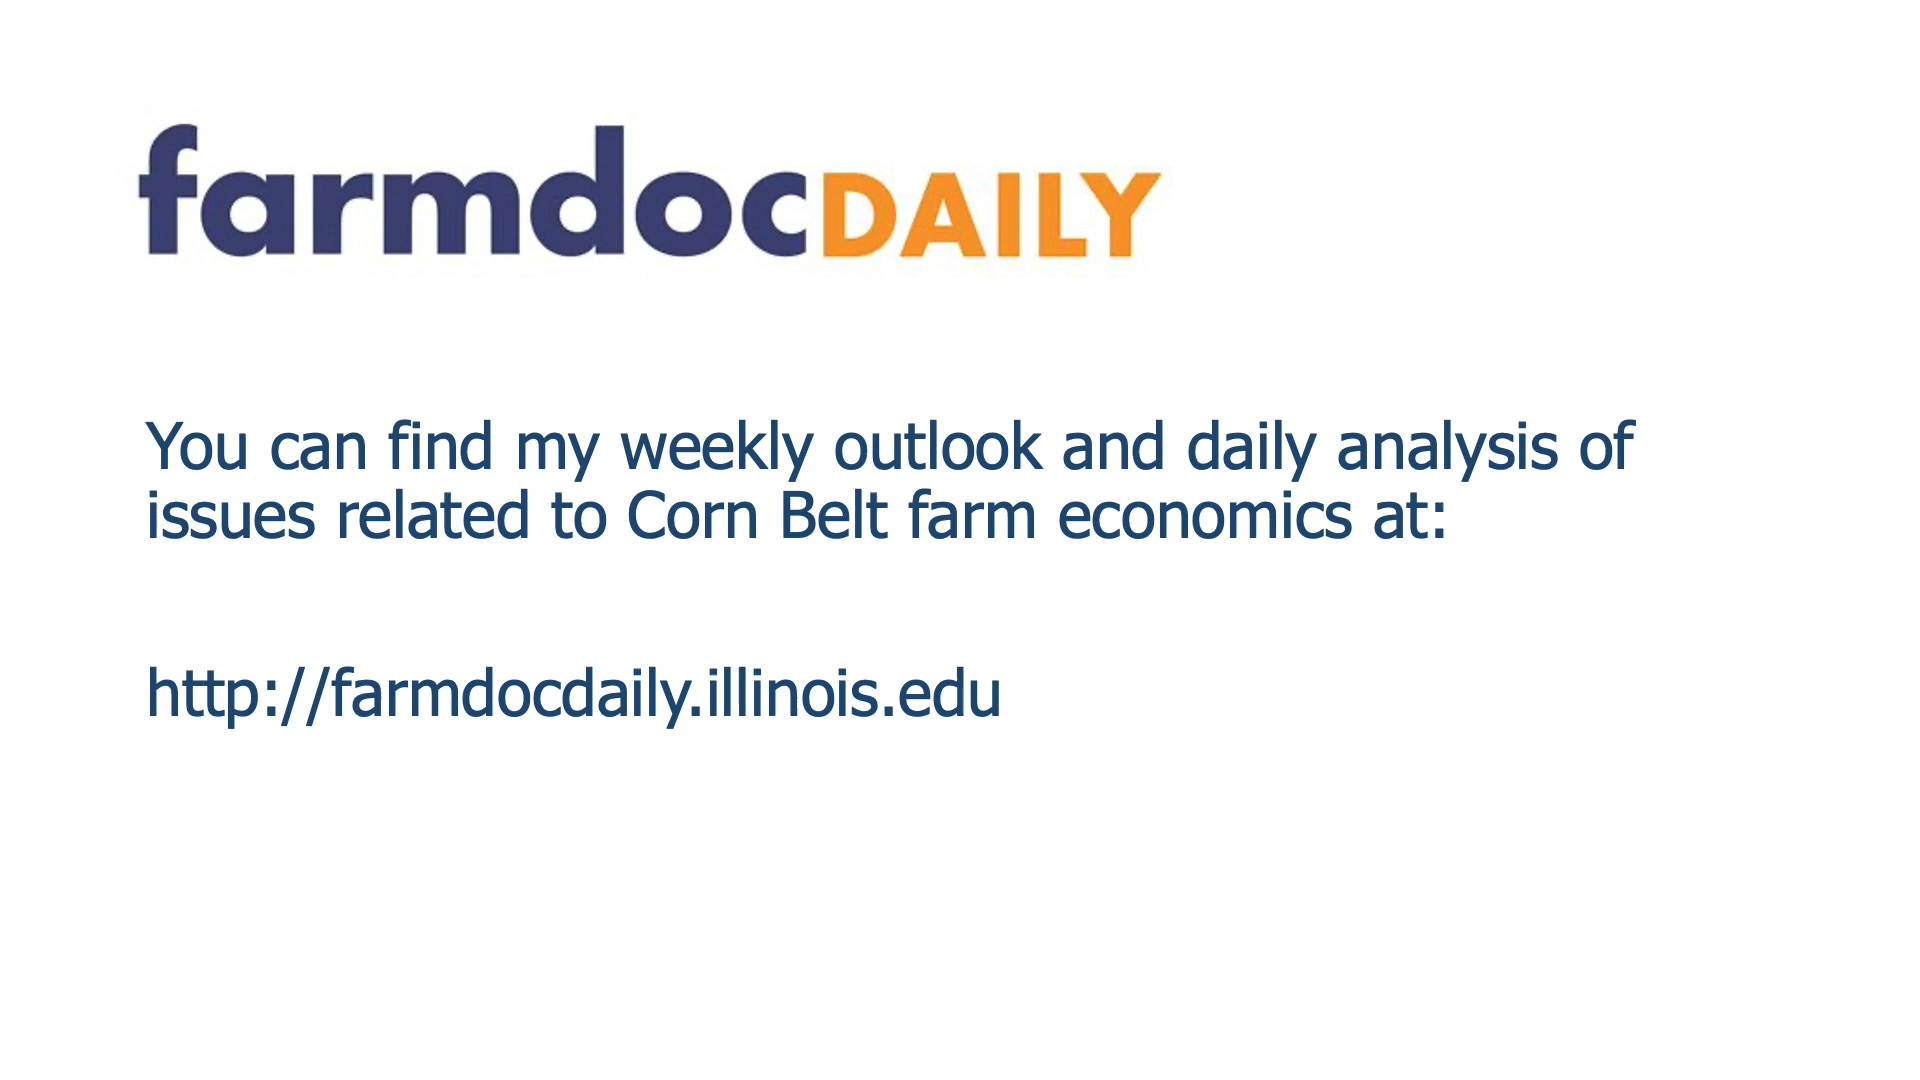 farmdocDAILY
You can find my weekly outlook and daily analysis of
issues related to Corn Belt farm economics at:
http://farmdocdaily.illinois.edu